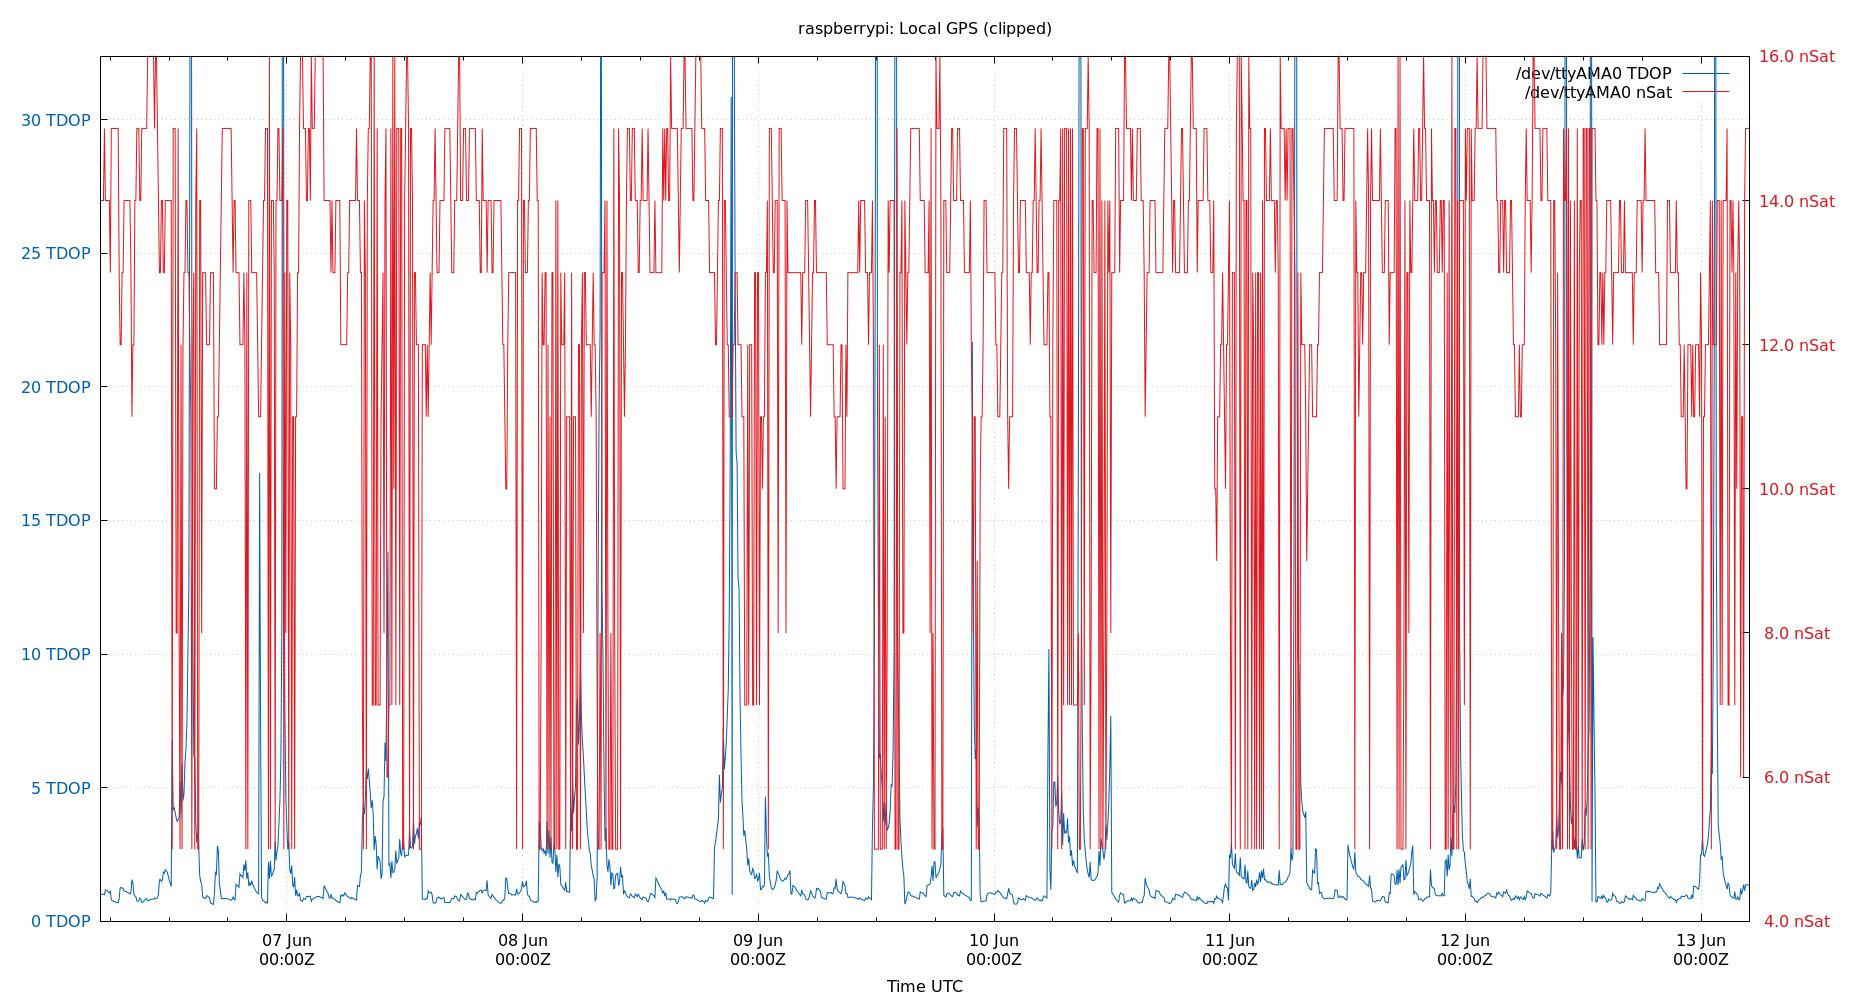 raspberrypi: Local GPS (clipped)
/dev/ttyAMA0 TDOP
/dev/ttyAMA0 nSat
30 TDOP
25 TDOP
20 TDOP
15 TDOP
10 TDOP
5 TDOP
0 TDOP
16.0 nSat
14.0 nSat
12.0 nSat
10.0 nSat
8.0 nSat
6.0 nSat
4.0 nSat
07 Jun
00:00Z
08 Jun
00:00Z
09 Jun
00:00Z
10 Jun
00:00Z
11 Jun
00:00Z
12 Jun
00:00Z
13 Jun
00:00Z
Time UTC